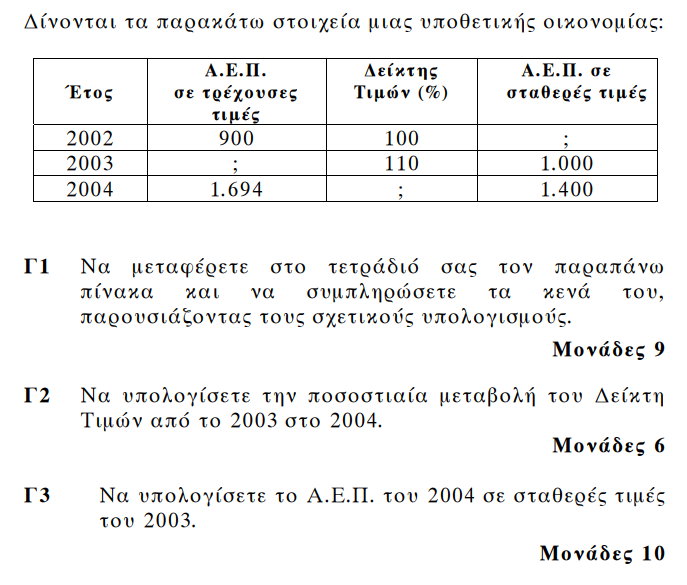 Δίνονται τα παρακάτω στοιχεία μιας υποθετικής οικονομίας:
Έτος
Α.Ε.Π.
σε τρέχουσες
τιμές
Δείκτης
Τιμών (%)
Α.Ε.Π. σε
σταθερές τιμές
2002 900 100 ;
2003 ; 110 1.000
2004 1.694 ; 1.400
Γ1 Να μεταφέρετε στο τετράδιό σας τον παραπάνω
πίνακα και να συμπληρώσετε τα κενά του,
παρουσιάζοντας τους σχετικούς υπολογισμούς.
Μονάδες 9
Γ2 Να υπολογίσετε την ποσοστιαία μεταβολή του Δείκτη
Τιμών από το 2003 στο 2004.
Μονάδες 6
Γ3 Να υπολογίσετε το Α.Ε.Π. του 2004 σε σταθερές τιμές
του 2003.
Μονάδες 10